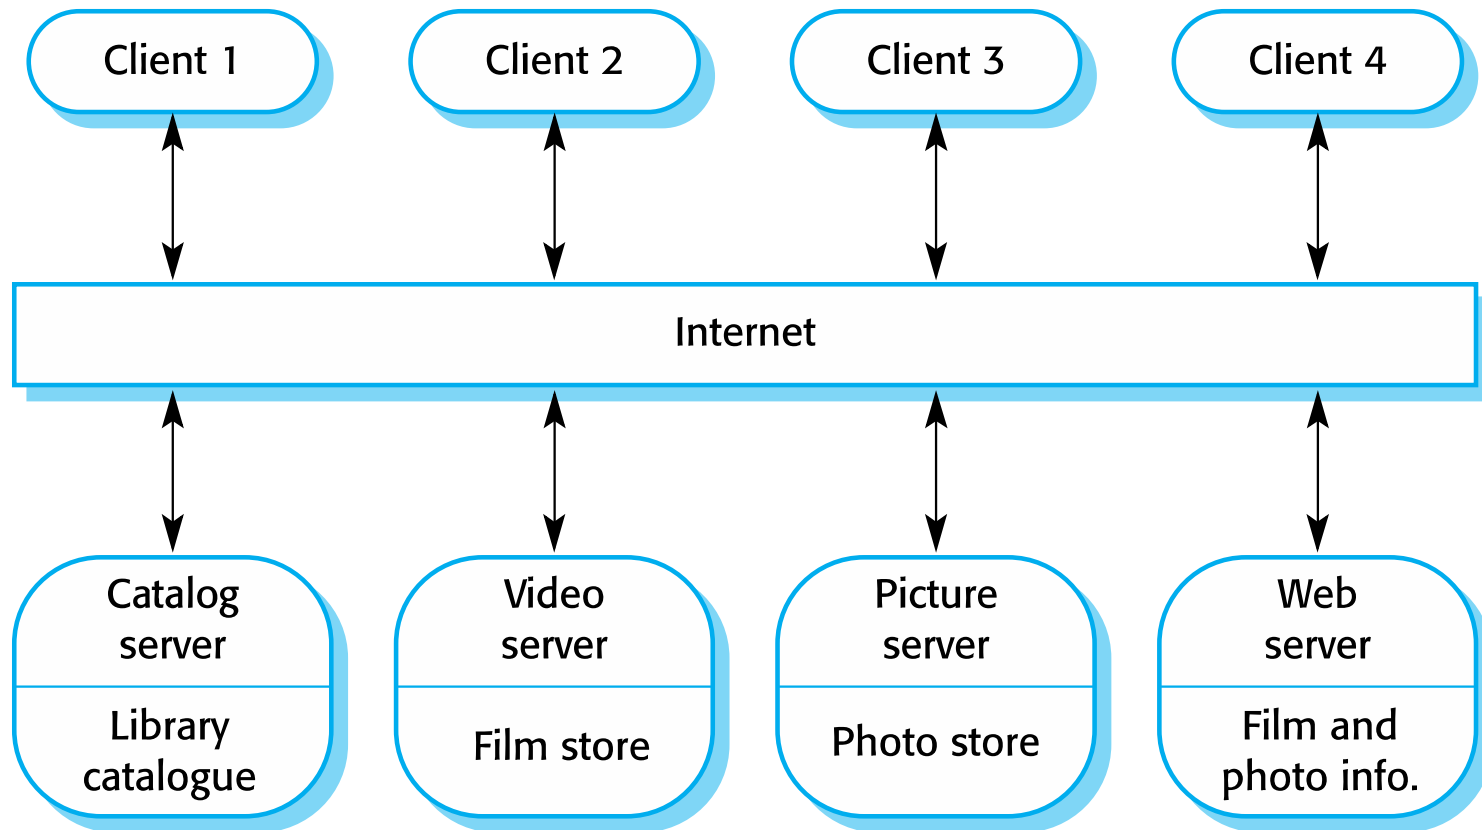 Client 1
Client 2
Client 3
Client 4
Internet
Catalog
server
Library
catalogue
Video
server
Film store
Picture
server
Photo store
Web
server
Film and
photo info.